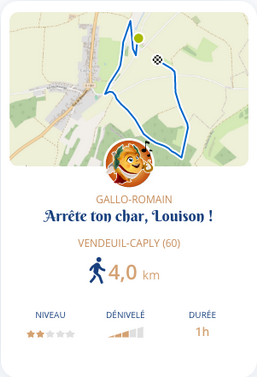 GALLO-ROMAIN
Arrête ton char, Louison !
VENDEUIL-CAPLY (60)
4,0 km
NIVEAU
DÉNIVELÉ
DURÉE
1h